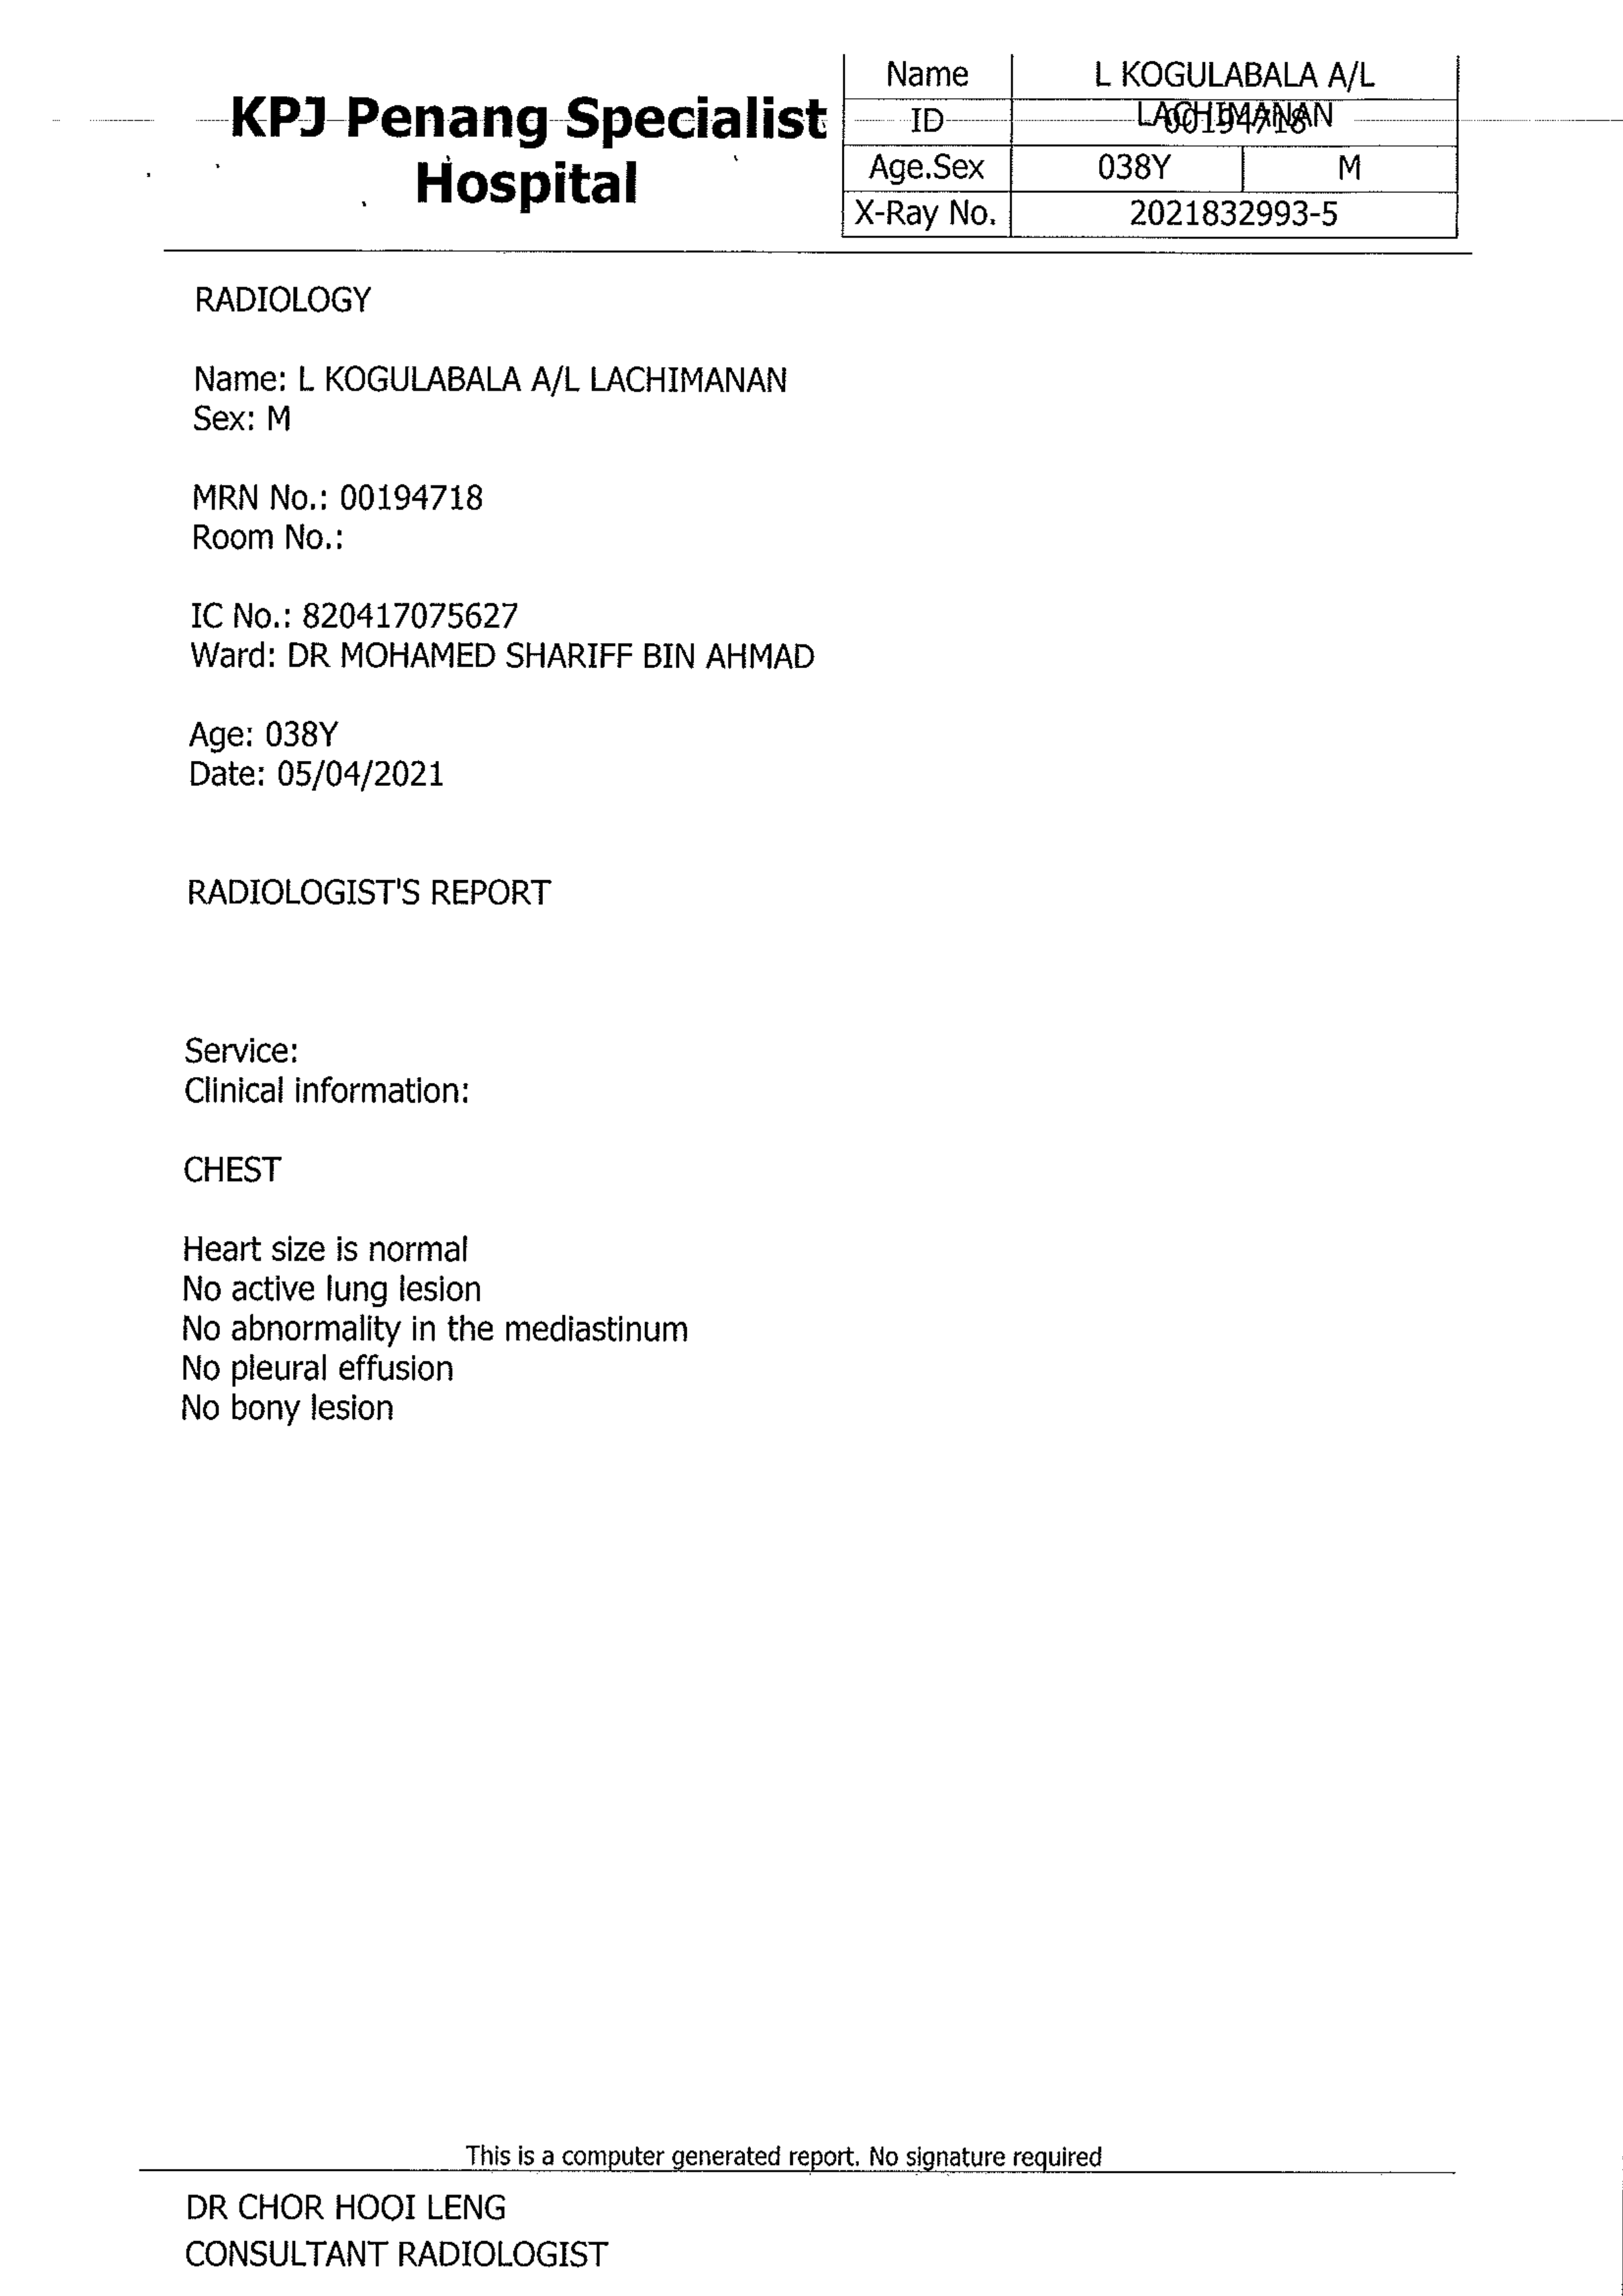 KPJ Penang Specialist
Hospital
Name L KOGULABALA A/L
LACHIMANAN
ID 00194718
Age.Sex 038Y M
X-Ray No. 2021832993-5
RADIOLOGY
Name: L KOGULABALA A/L LACHIMANAN
Sex: M
MRN No.: 00194718
Room No.:
IC No.: 820417075627
Ward: DR MOHAMED SHARIFF BIN AHMAD
Age: 038Y
Date: 05/04/2021
RADIOLOGIST'S REPORT
Service:
Clinical information:
CHEST
Heart size is normal
No active lung lesion
No abnormality in the mediastinum
No pleural effusion
No bony lesion
This is a computer generated report. No signature required
DR CHOR HOOI LENG
CONSULTANT RADIOLOGIST